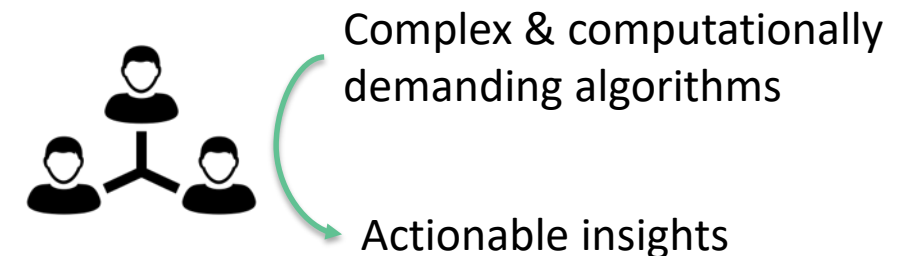 Complex & computationally
demanding algorithms
Actionable insights